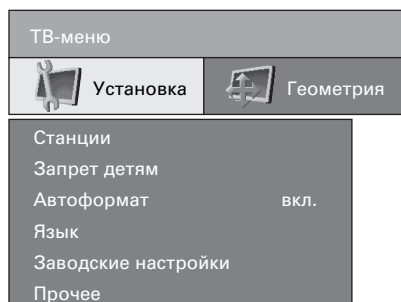 ТВ-меню
Установка Геометрия
Станции
Запрет детям
Автоформат вкл.
Язык
Заводские настройки
Прочее